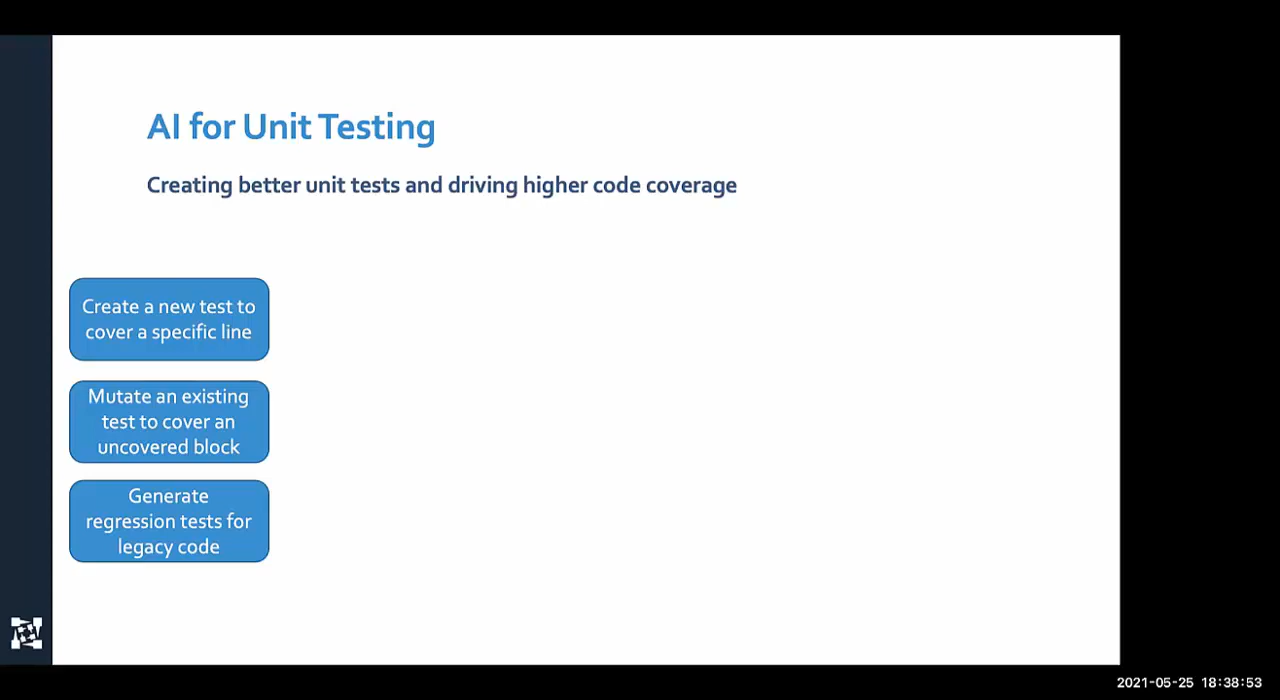 AI for Unit Testing
Creating better unit tests and driving higher code coverage
Create a new test to
cover a specific line
Mutate an existing
test to cover an
uncovered block
Generate
regression tests for
legacy code
2021-05-25 18:38:53